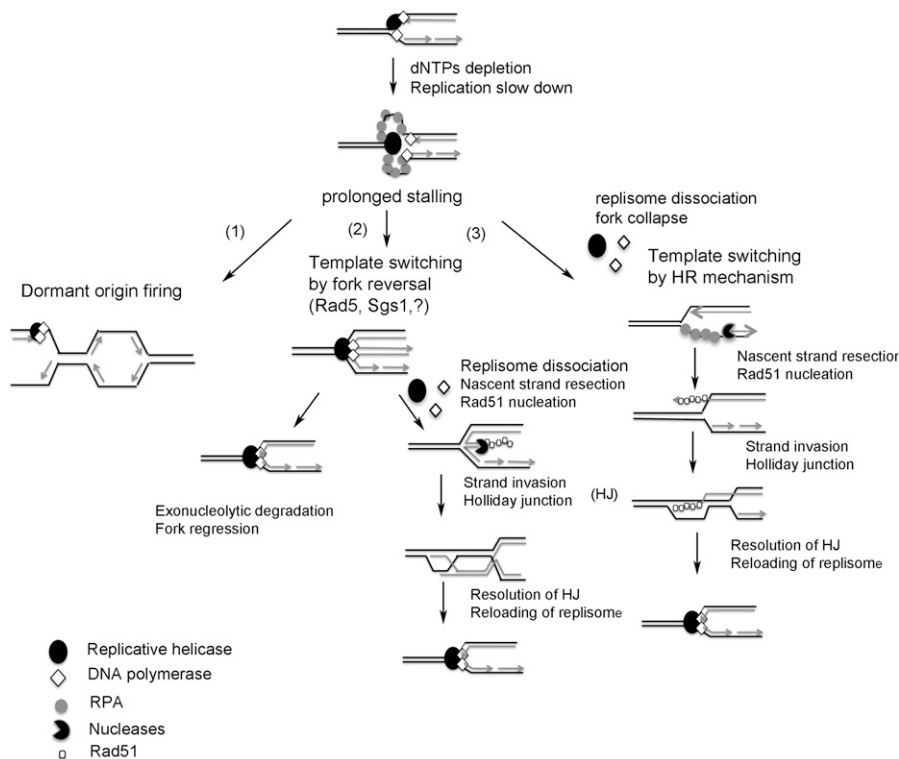 dNTPs depletion
Replication slow down
prolonged stalling
(1)
(2)
(3)
replisome dissociation
fork collapse
Dormant origin firing
Template switching
by fork reversal
(Rad5, Sgs1,?)
Template switching
by HR mechanism
Replisome dissociation
Nascent strand resection
Rad51 nucleation
Nascent strand resection
Rad51 nucleation
Exonucleolytic degradation
Fork regression
Strand invasion
Holliday junction
Strand invasion
Holliday junction
(HJ)
Resolution of HJ
Reloading of replisome
Resolution of HJ
Reloading of replisome
Replicative helicase
DNA polymerase
RPA
Nucleases
Rad51